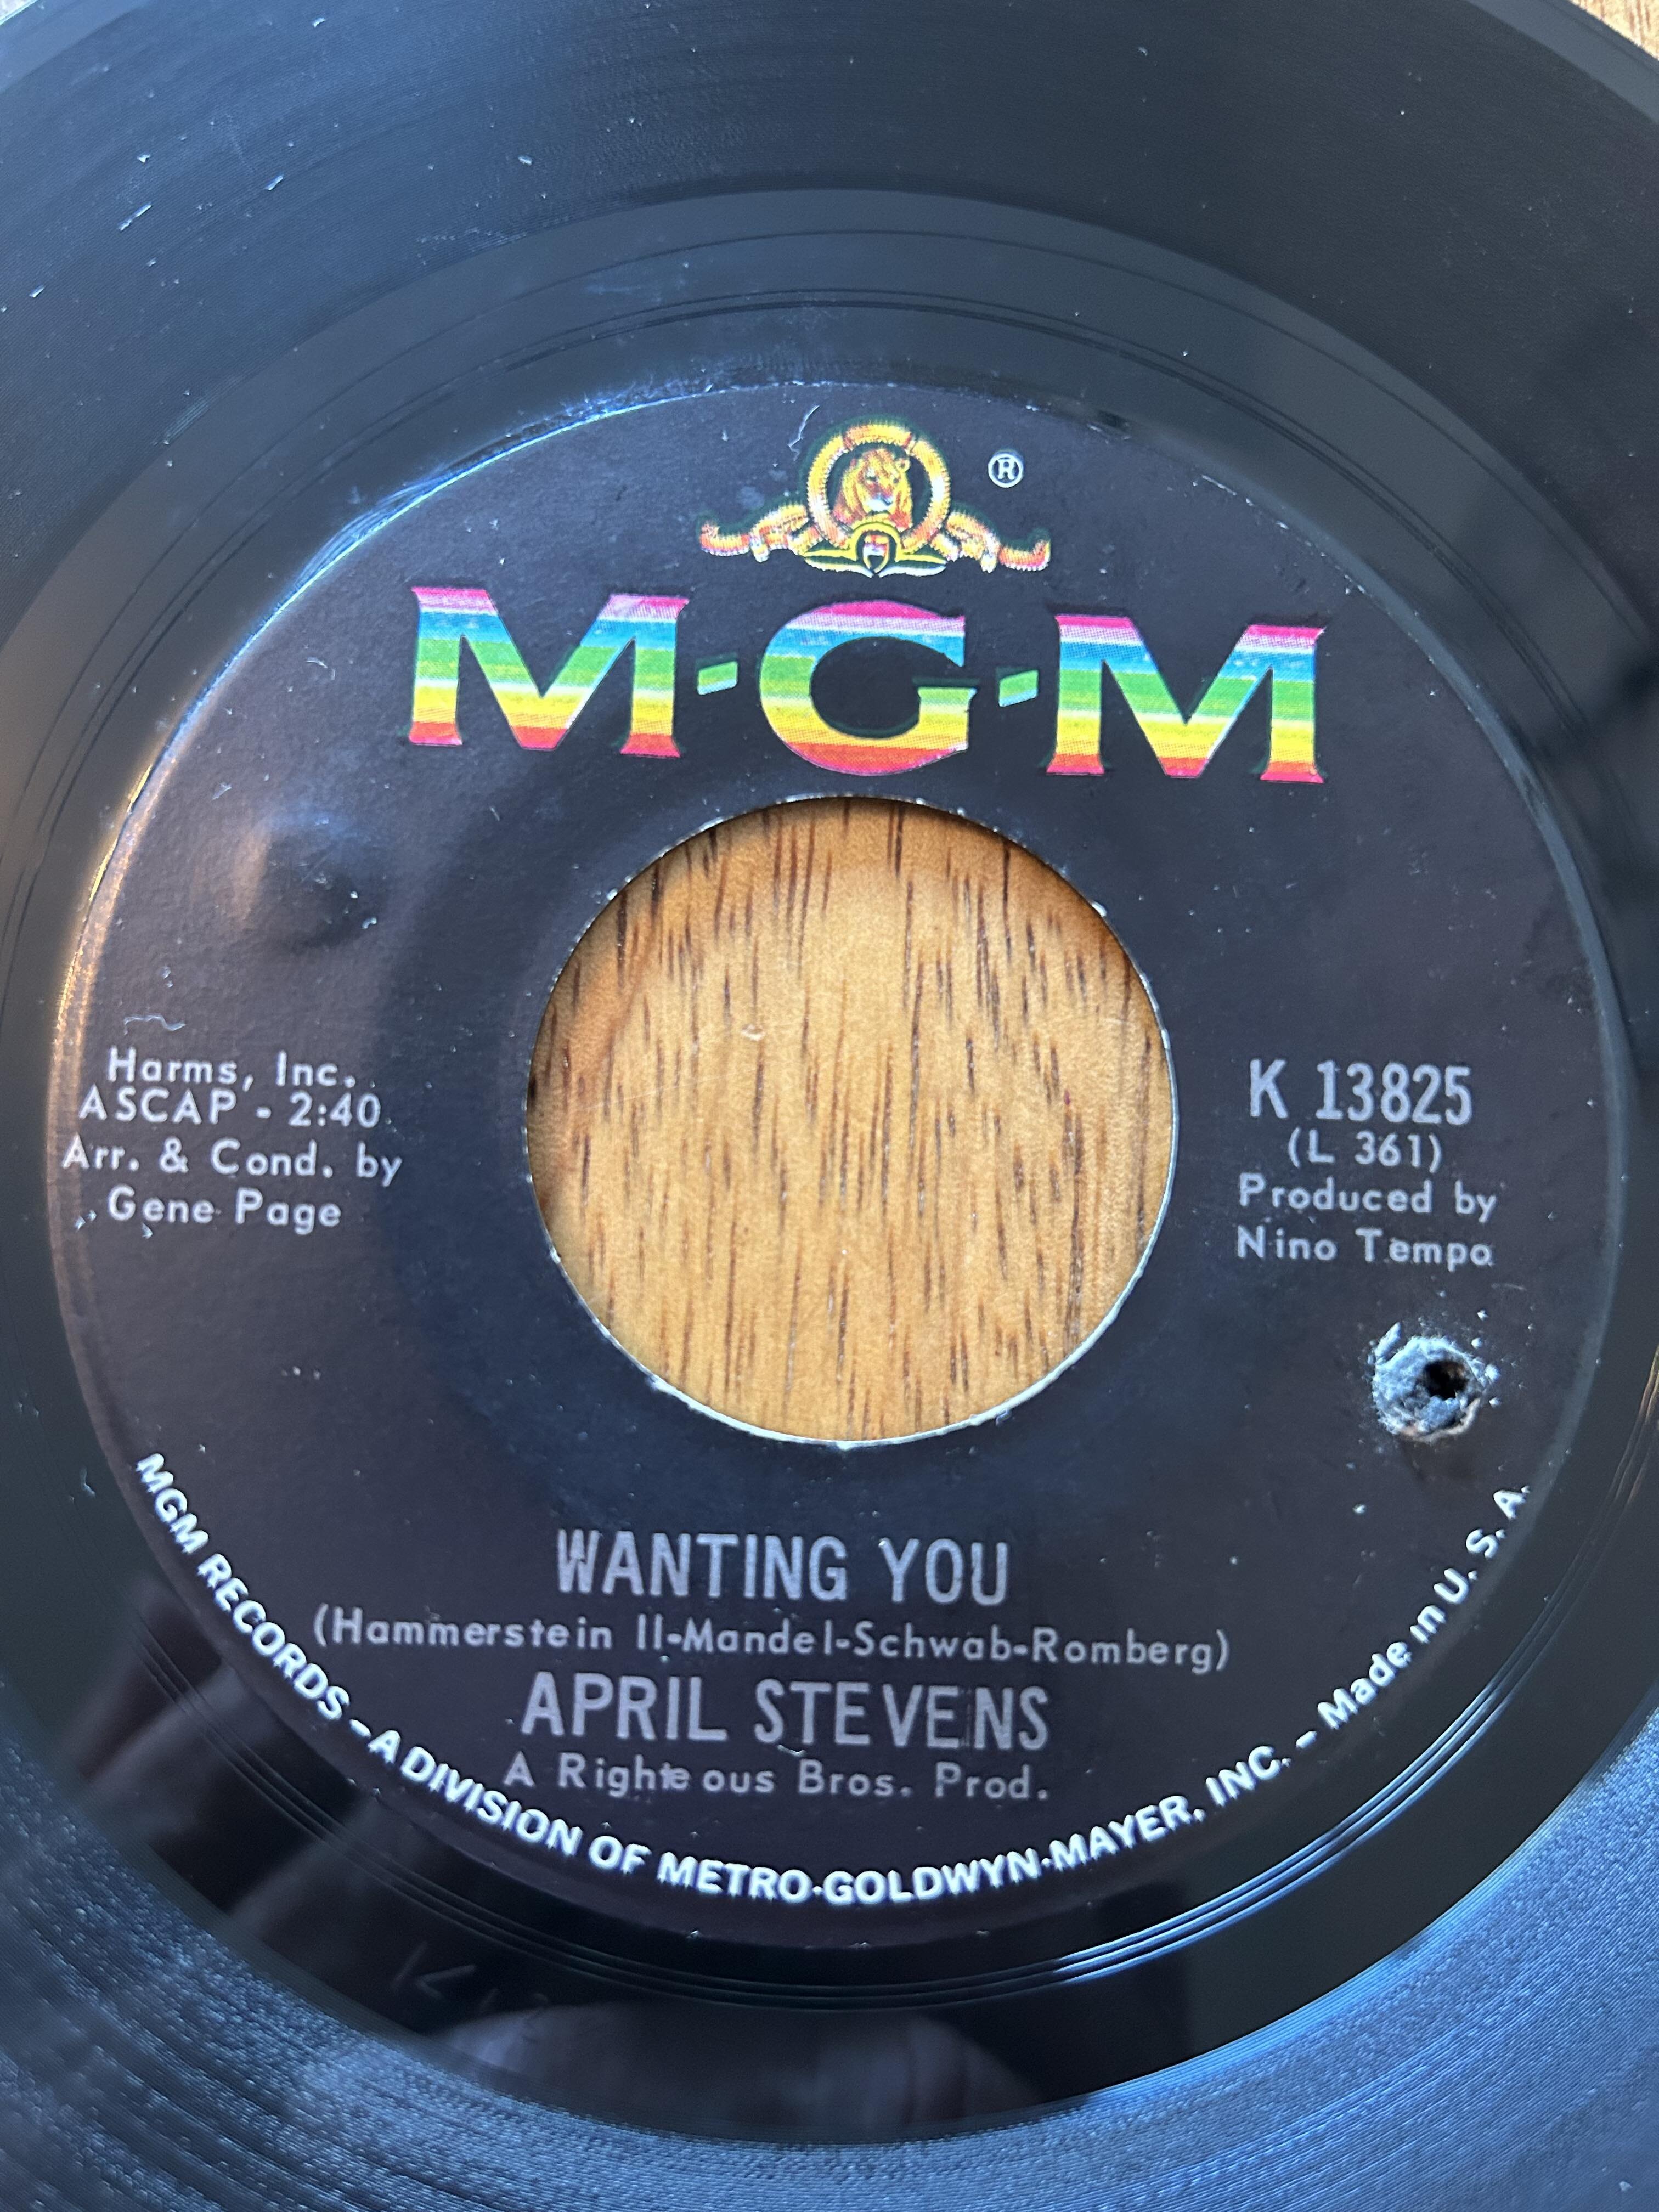 ®
M-G-M
Harms, Inc.
ASCAP - 2:40
Arr. & Cond. by
Gene Page
K 13825
(L 361)
Produced by
Nino Tempo
WANTING YOU
(Hammerstein II-Mandel-Schwab-Romberg)
APRIL STEVENS
A Righteous Bros. Prod.
MGM RECORDS - A DIVISION OF METRO-GOLDWYN-MAYER, INC. - Made in U. S. A.